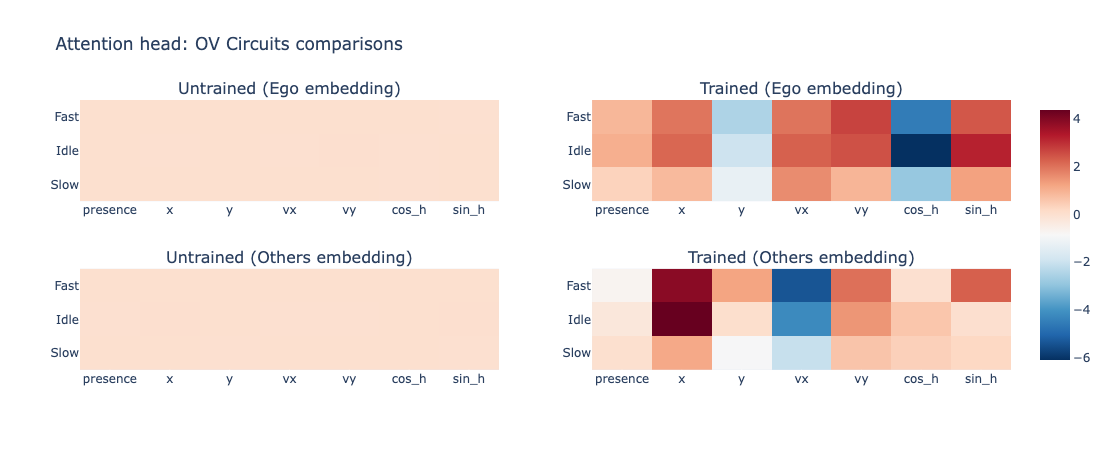 Attention head: OV Circuits comparisons
Untrained (Ego embedding)
Fast
Idle
Slow
presence x y vx vy cos_h sin_h
Trained (Ego embedding)
Fast
Idle
Slow
presence x y vx vy cos_h sin_h
Untrained (Others embedding)
Fast
Idle
Slow
presence x y vx vy cos_h sin_h
Trained (Others embedding)
Fast
Idle
Slow
presence x y vx vy cos_h sin_h
4
2
0
−2
−4
−6